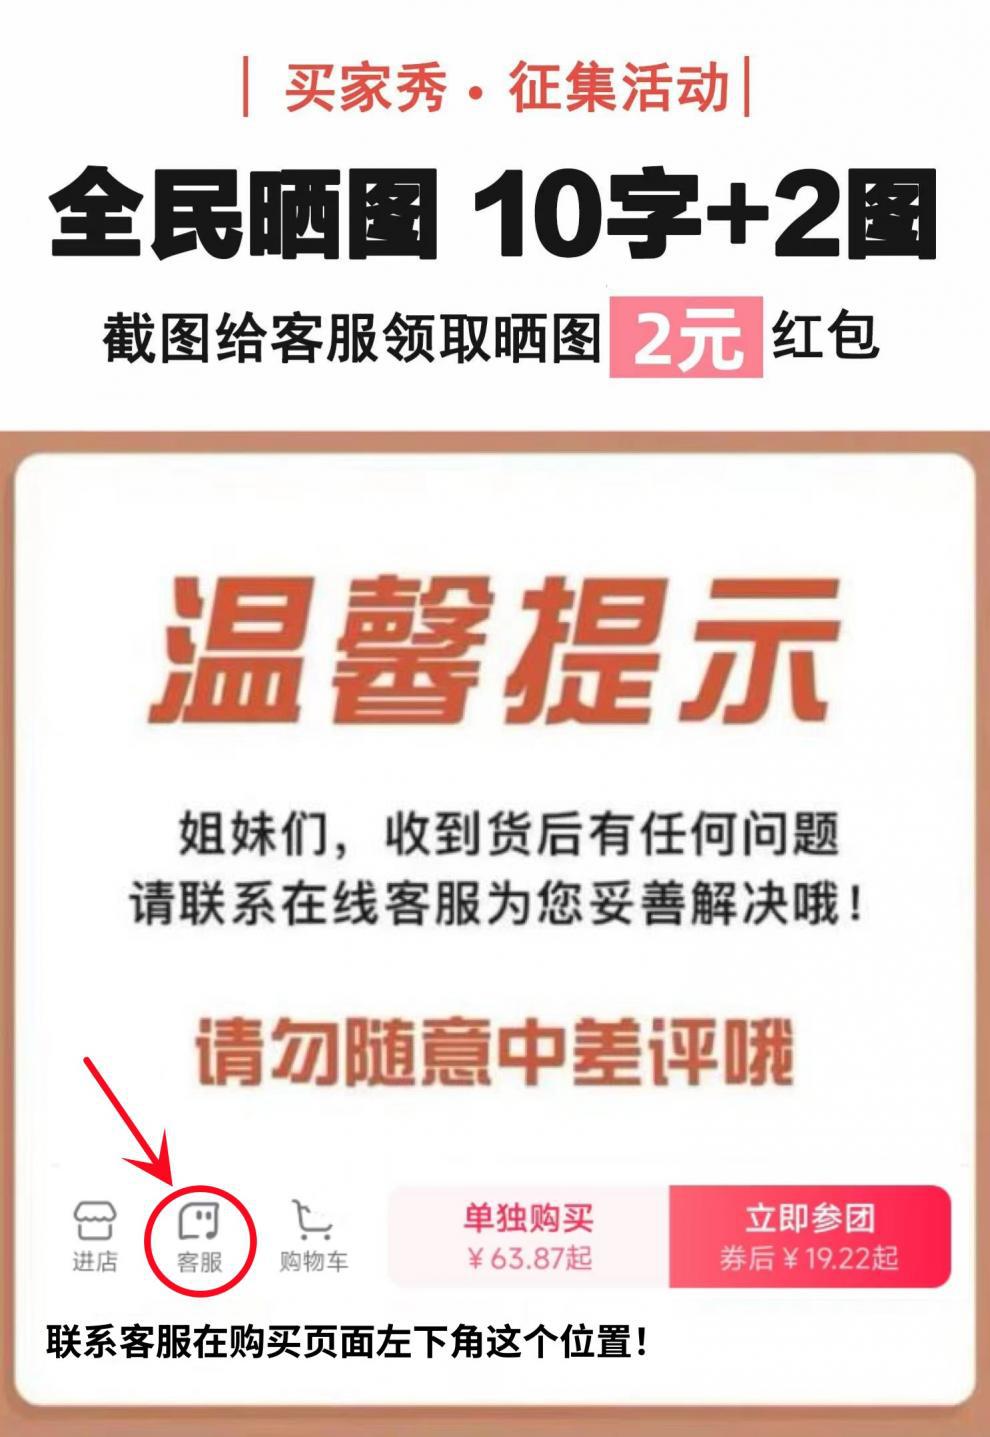 买家秀·征集活动
全民晒图 10字+2图
截图给客服领取晒图 2元 红包
温馨提示
姐妹们，收到货后有任何问题
请联系在线客服为您妥善解决哦！
请勿随意中差评哦
进店
客服
购物车
单独购买
￥63.87起
立即参团
券后￥19.22起
联系客服在购买页面左下角这个位置！